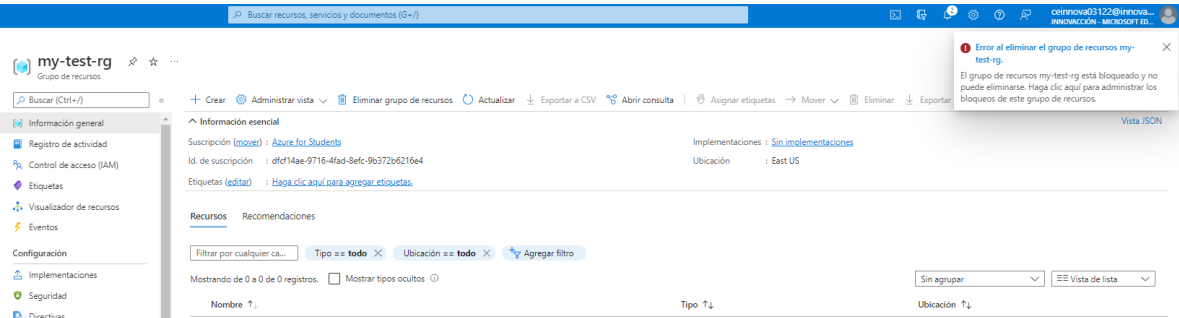 Buscar recursos, servicios y documentos (G+/)
2
ceinnova03122@innova...
INNOVACCIÓN - MICROSOFT ED...
my-test-rg
Grupo de recursos
Error al eliminar el grupo de recursos my-
test-rg.
El grupo de recursos my-test-rg está bloqueado y no
puede eliminarse. Haga clic aquí para administrar los
bloqueos de este grupo de recursos.
Buscar (Ctrl+/)
Crear Administrar vista Eliminar grupo de recursos Actualizar Exportar a CSV Abrir consulta Asignar etiquetas Mover Eliminar Exportar
Información general
Registro de actividad
Control de acceso (IAM)
Etiquetas
Visualizador de recursos
Eventos
Configuración
Implementaciones
Seguridad
Directivas
Información esencial
Vista JSON
Suscripción (mover) : Azure for Students
Implementaciones : Sin implementaciones
Id. de suscripción : dfcf14ae-9716-4fad-8efc-9b372b6216e4
Ubicación : East US
Etiquetas (editar) : Haga clic aquí para agregar etiquetas.
Recursos Recomendaciones
Filtrar por cualquier ca... Tipo == todo Ubicación == todo Agregar filtro
Mostrando de 0 a 0 de 0 registros. Mostrar tipos ocultos
Sin agrupar Vista de lista
Nombre Tipo Ubicación